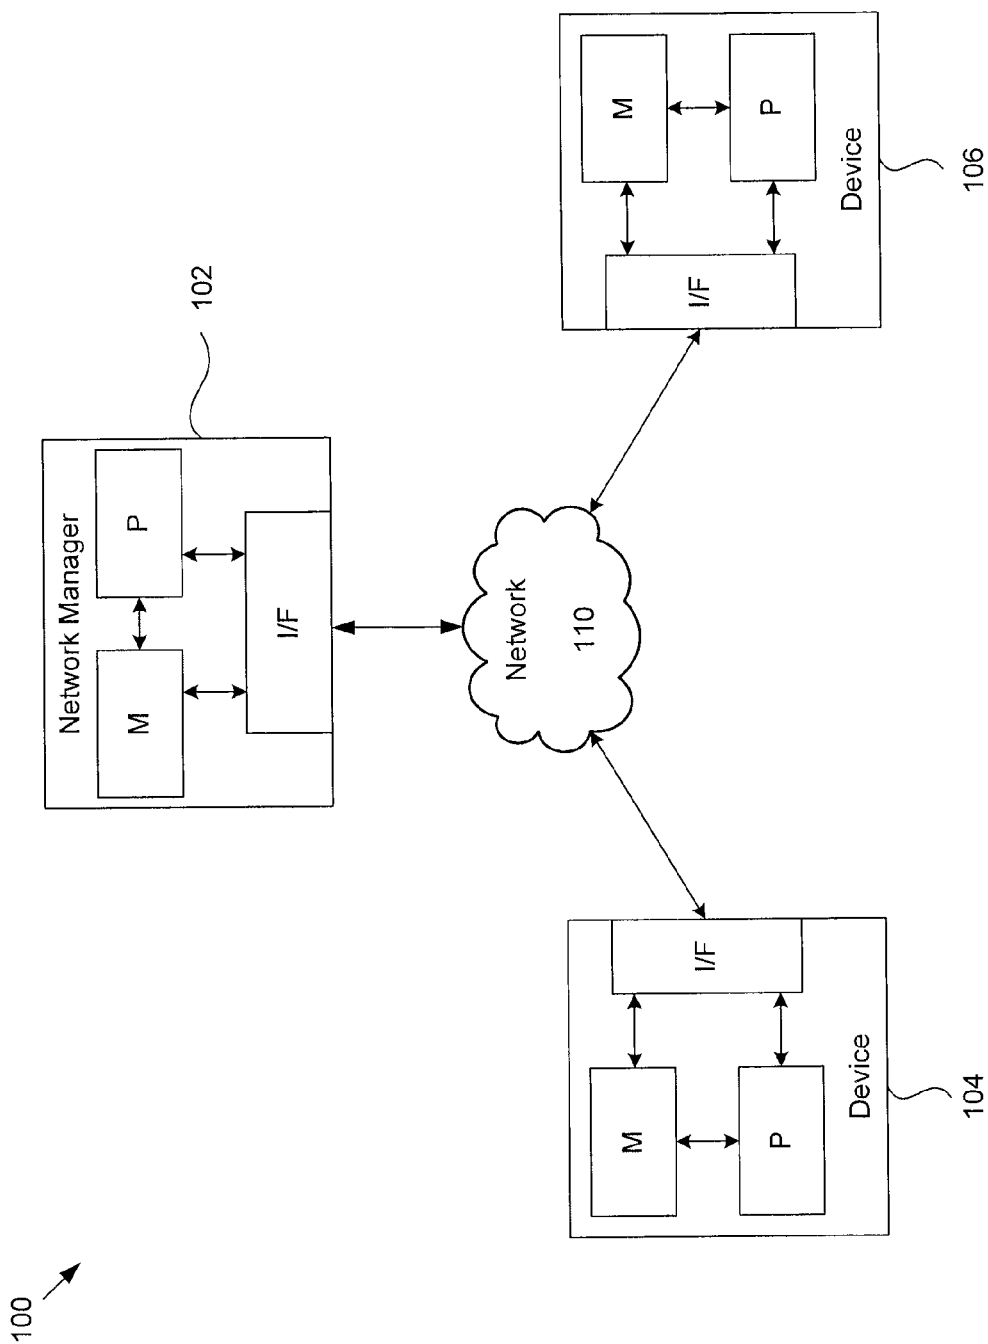 100
Network Manager
102
M
P
I/F
Network
110
I/F
M
P
Device
104
I/F
M
P
Device
106